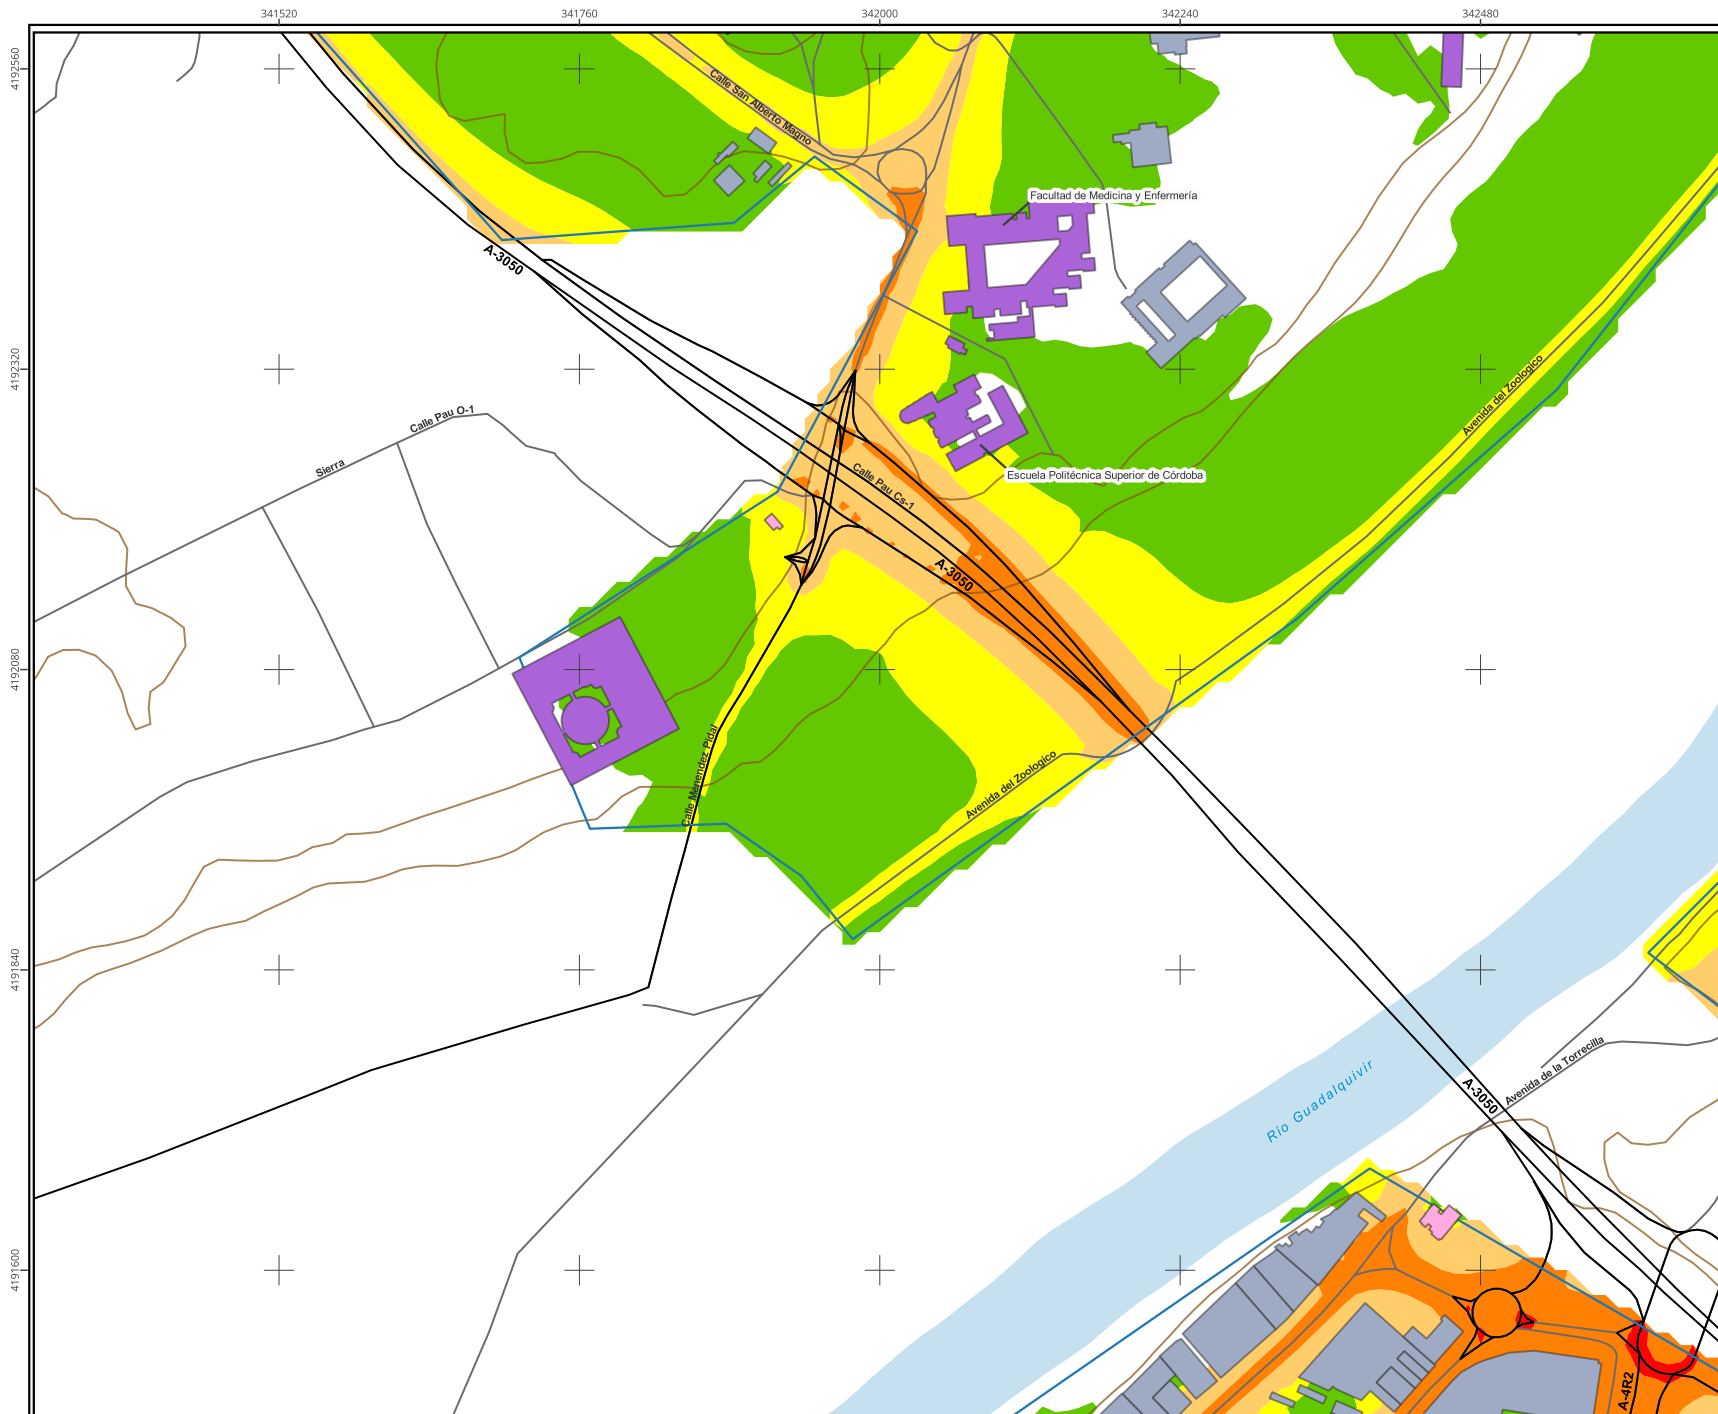 341520
341760
342000
342240
342480
4192560
4192320
4192080
4191840
4191600
Calle San Alberto Magno
Facultad de Medicina y Enfermería
A-3050
Avenida del Zoologico
Calle Pau O-1
Sierra
Calle Pau Cs-1
Escuela Politécnica Superior de Córdoba
A-3050
Calle Menendez Pidal
Avenida del Zoologico
Río Guadalquivir
A-3050
Avenida de la Torrecilla
A-4R2